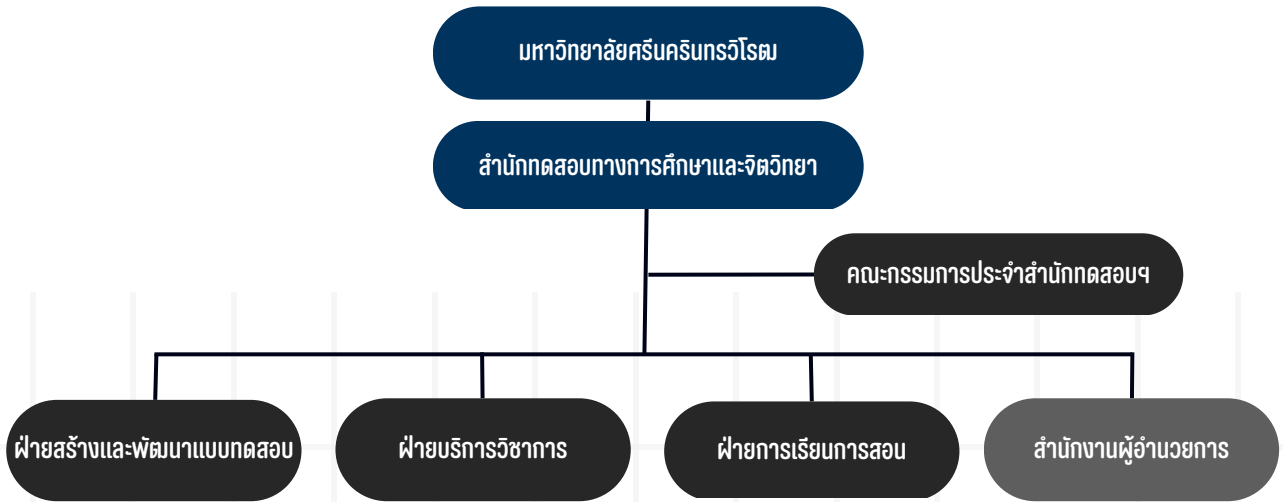 มหาวิทยาลัยศรีนครินทรวิโรฒ
สำนักทดสอบทางการศึกษาและจิตวิทยา
คณะกรรมการประจำสำนักทดสอบฯ
ฝ่ายสร้างและพัฒนาแบบทดสอบ
ฝ่ายบริการวิชาการ
ฝ่ายการเรียนการสอน
สำนักงานผู้อำนวยการ